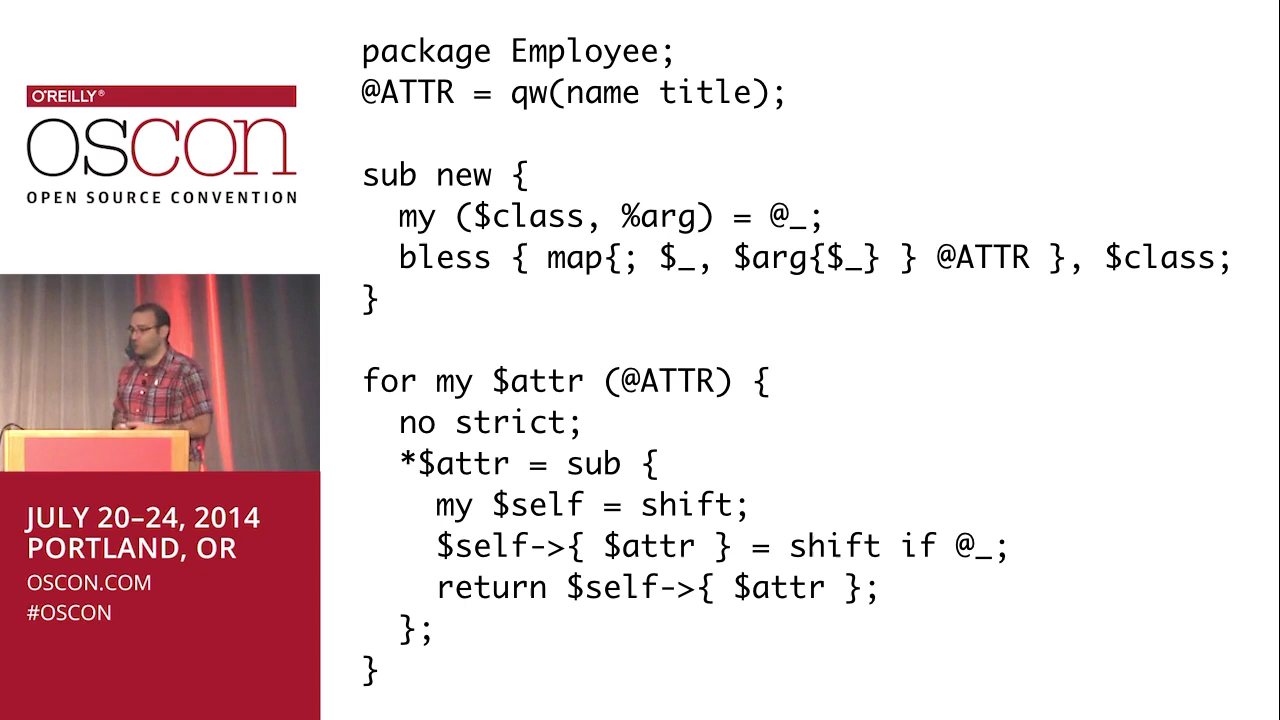 O'REILLY®
OSCON
OPEN SOURCE CONVENTION
JULY 20–24, 2014
PORTLAND, OR
OSCON.COM
#OSCON
package Employee;
@ATTR = qw(name title);
sub new {
  my ($class, %arg) = @_;
  bless { map{; $_, $arg{$_} } @ATTR }, $class;
}
for my $attr (@ATTR) {
  no strict;
  *$attr = sub {
    my $self = shift;
    $self->{ $attr } = shift if @_;
    return $self->{ $attr };
  };
}